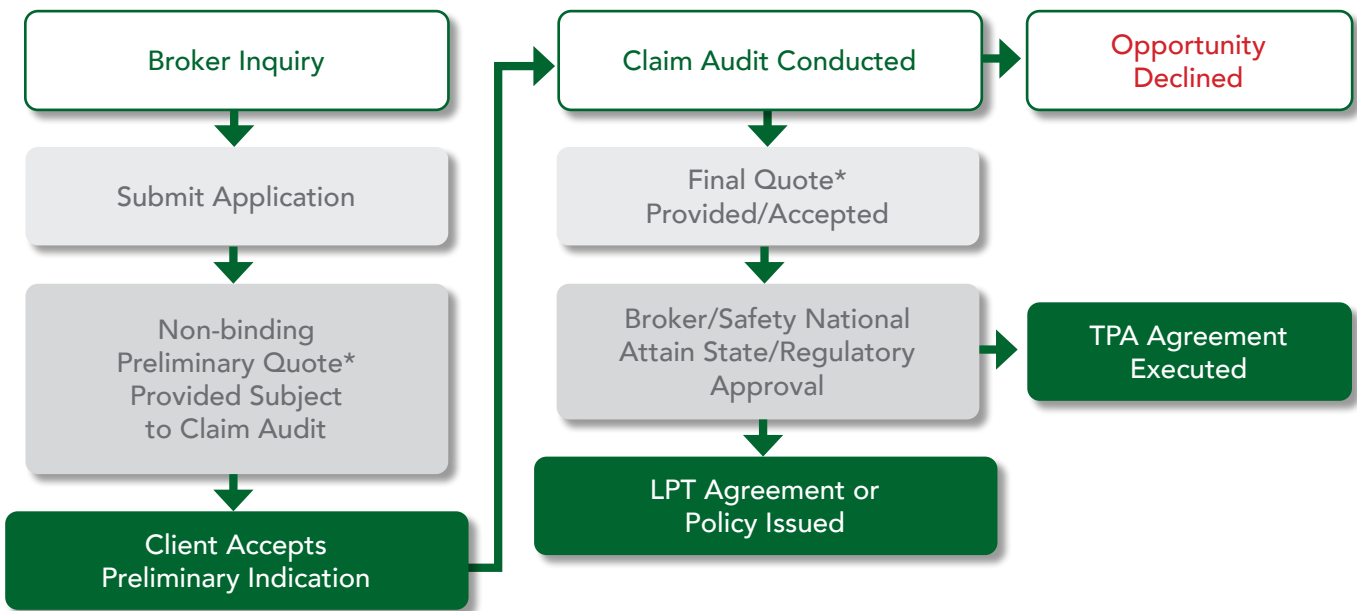 Broker Inquiry
Submit Application
Non-binding
Preliminary Quote*
Provided Subject
to Claim Audit
Client Accepts
Preliminary Indication
Claim Audit Conducted
Opportunity
Declined
Final Quote*
Provided/Accepted
Broker/Safety National
Attain State/Regulatory
Approval
TPA Agreement
Executed
LPT Agreement or
Policy Issued